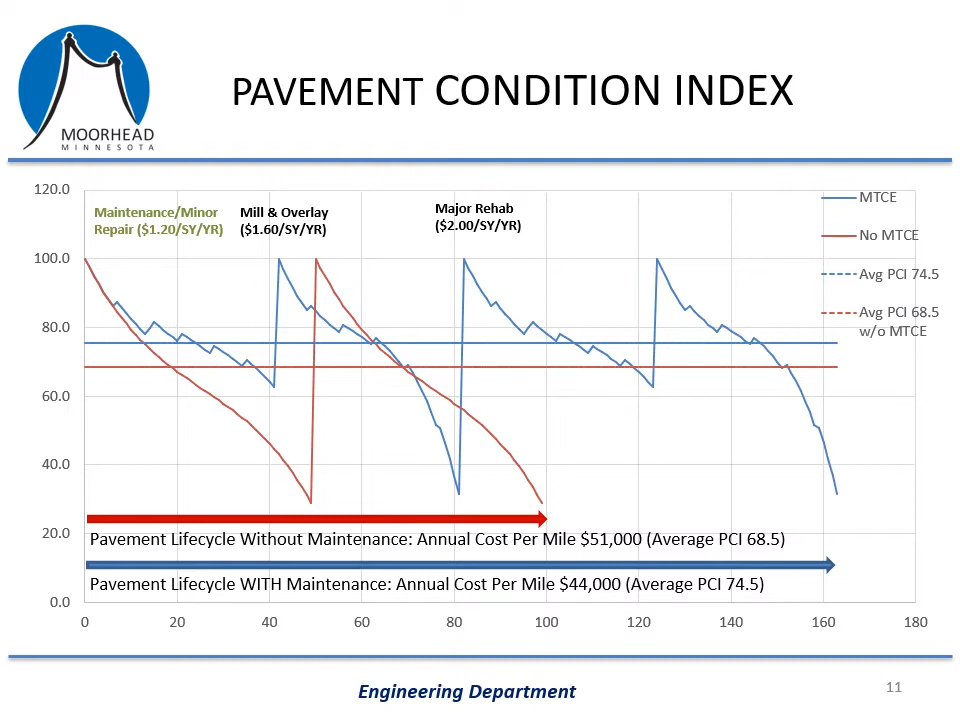 PAVEMENT CONDITION INDEX
MOORHEAD
MINNESOTA
120.0
100.0
80.0
60.0
40.0
20.0
0.0
Maintenance/Minor
Repair ($1.20/SY/YR)
Mill & Overlay
($1.60/SY/YR)
Major Rehab
($2.00/SY/YR)
MTCE
No MTCE
Avg PCI 74.5
Avg PCI 68.5
w/o MTCE
Pavement Lifecycle Without Maintenance: Annual Cost Per Mile $51,000 (Average PCI 68.5)
Pavement Lifecycle WITH Maintenance: Annual Cost Per Mile $44,000 (Average PCI 74.5)
0 20 40 60 80 100 120 140 160 180
Engineering Department
11